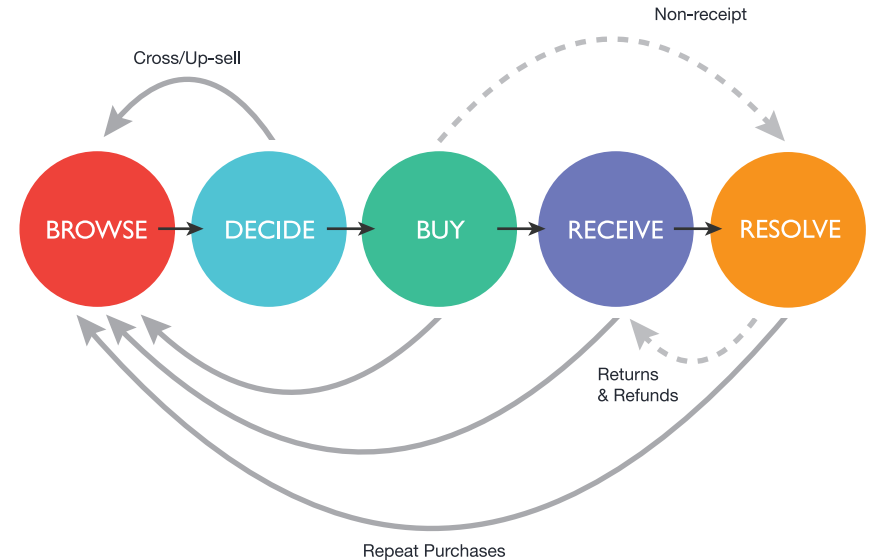 Non-receipt
Cross/Up-sell
BROWSE
DECIDE
BUY
RECEIVE
RESOLVE
Returns
& Refunds
Repeat Purchases